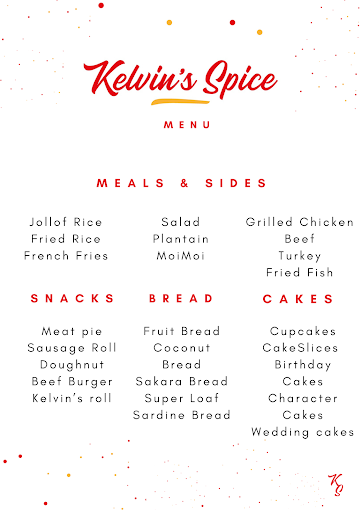 Kelvin's Spice
MENU
MEALS & SIDES
Jollof Rice
Fried Rice
French Fries
Salad
Plantain
MoiMoi
Grilled Chicken
Beef
Turkey
Fried Fish
SNACKS
Meat pie
Sausage Roll
Doughnut
Beef Burger
Kelvin's roll
BREAD
Fruit Bread
Coconut
Bread
Sakara Bread
Super Loaf
Sardine Bread
CAKES
Cupcakes
CakeSlices
Birthday
Cakes
Character
Cakes
Wedding cakes
KS